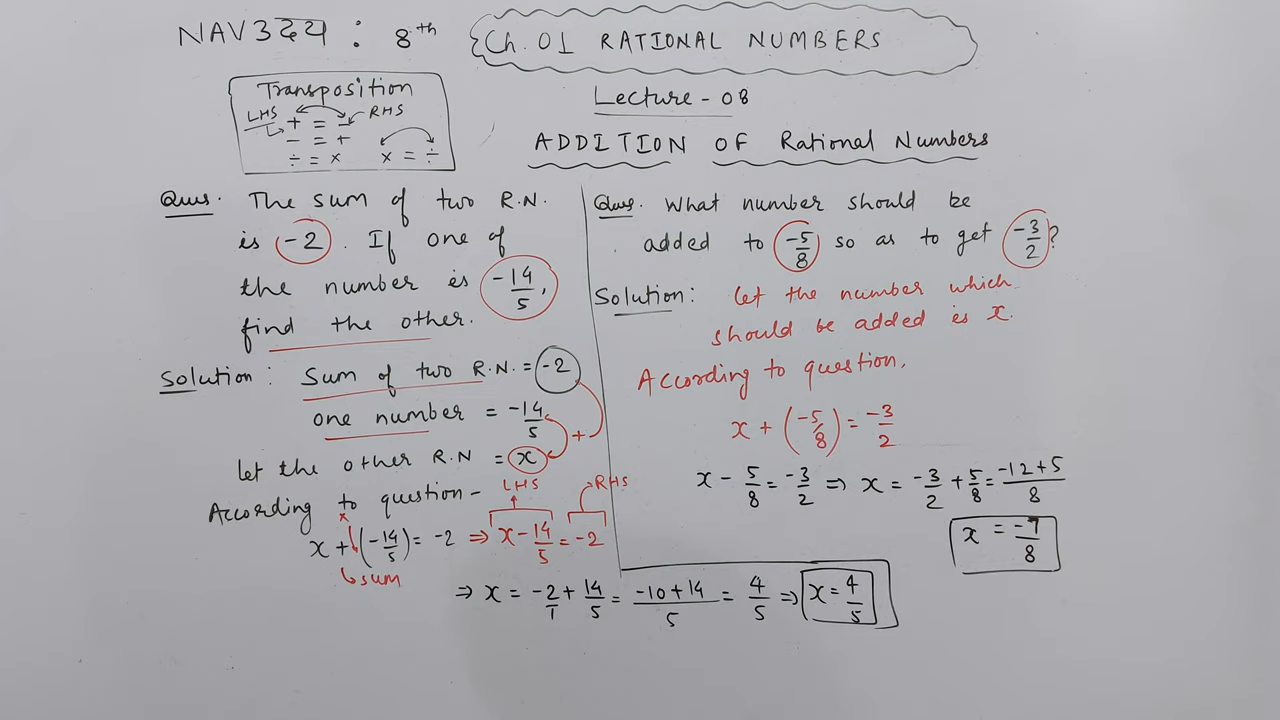 NAV32ति : 8th
Ch. 01 RATIONAL NUMBERS
Lecture - 08
ADDITION OF Rational Numbers
Transposition
LHS + = - RHS
- = +
÷ = × × = ÷
Ques. The sum of two R.N.
is -2. If one of
the number is -14/5,
find the other.
Solution : Sum of two R.N. = -2
one number = -14/5
+
let the other R.N = x
According to question -
LHS RHS
x + (-14/5) = -2 ⇒ x - 14/5 = -2
×
↳ sum
⇒ x = -2/1 + 14/5 = -10+14/5 = 4/5 ⇒ x = 4/5
Ques. What number should be
added to -5/8 so as to get -3/2?
Solution : let the number which
should be added is x.
According to question,
x + (-5/8) = -3/2
x - 5/8 = -3/2 ⇒ x = -3/2 + 5/8 = -12+5/8
x = -7/8